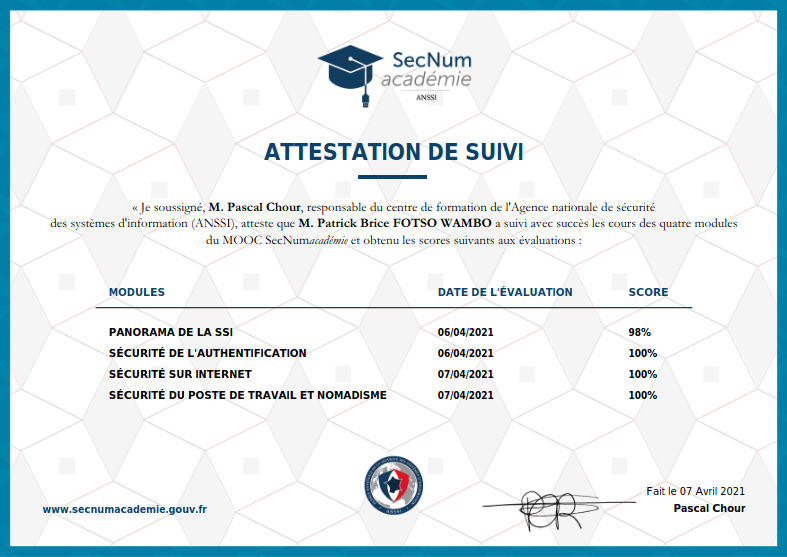 SecNum
académie
ANSSI
ATTESTATION DE SUIVI
« Je soussigné, M. Pascal Chour, responsable du centre de formation de l'Agence nationale de sécurité
des systèmes d'information (ANSSI), atteste que M. Patrick Brice FOTSO WAMBO a suivi avec succès les cours des quatre modules
du MOOC SecNumacadémie et obtenu les scores suivants aux évaluations :
MODULES DATE DE L'ÉVALUATION SCORE
PANORAMA DE LA SSI 06/04/2021 98%
SÉCURITÉ DE L'AUTHENTIFICATION 06/04/2021 100%
SÉCURITÉ SUR INTERNET 07/04/2021 100%
SÉCURITÉ DU POSTE DE TRAVAIL ET NOMADISME 07/04/2021 100%
Fait le 07 Avril 2021
www.secnumacademie.gouv.fr
Pascal Chour